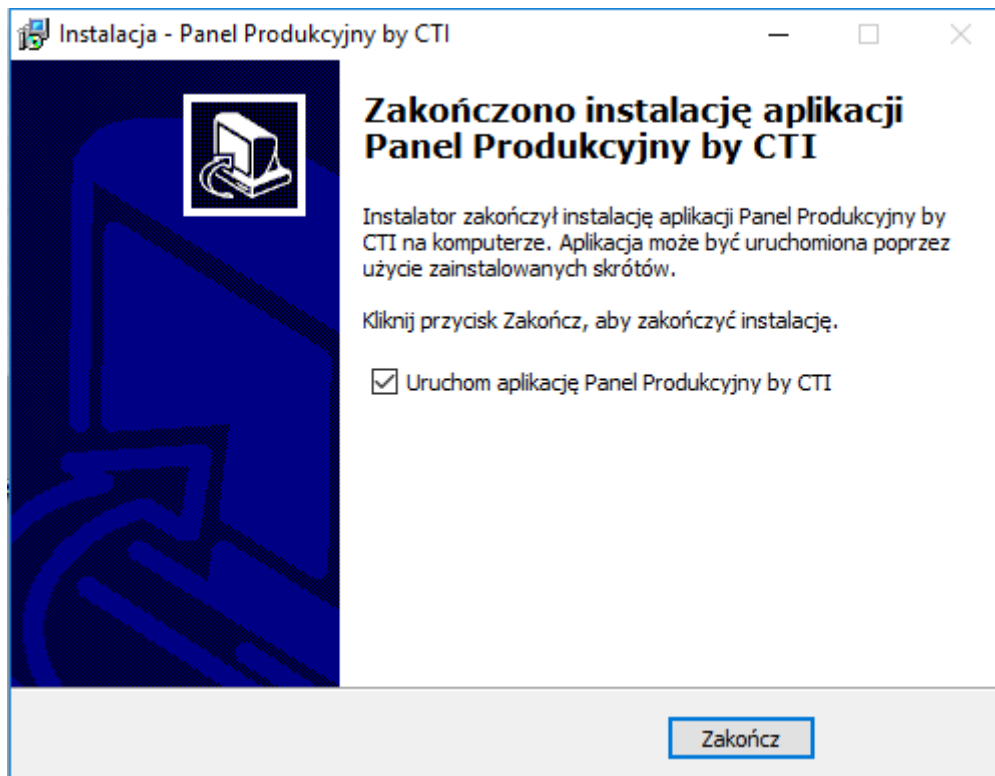 Instalacja - Panel Produkcyjny by CTI
Zakończono instalację aplikacji
Panel Produkcyjny by CTI
Instalator zakończył instalację aplikacji Panel Produkcyjny by
CTI na komputerze. Aplikacja może być uruchomiona poprzez
użycie zainstalowanych skrótów.
Kliknij przycisk Zakończ, aby zakończyć instalację.
Uruchom aplikację Panel Produkcyjny by CTI
Zakończ